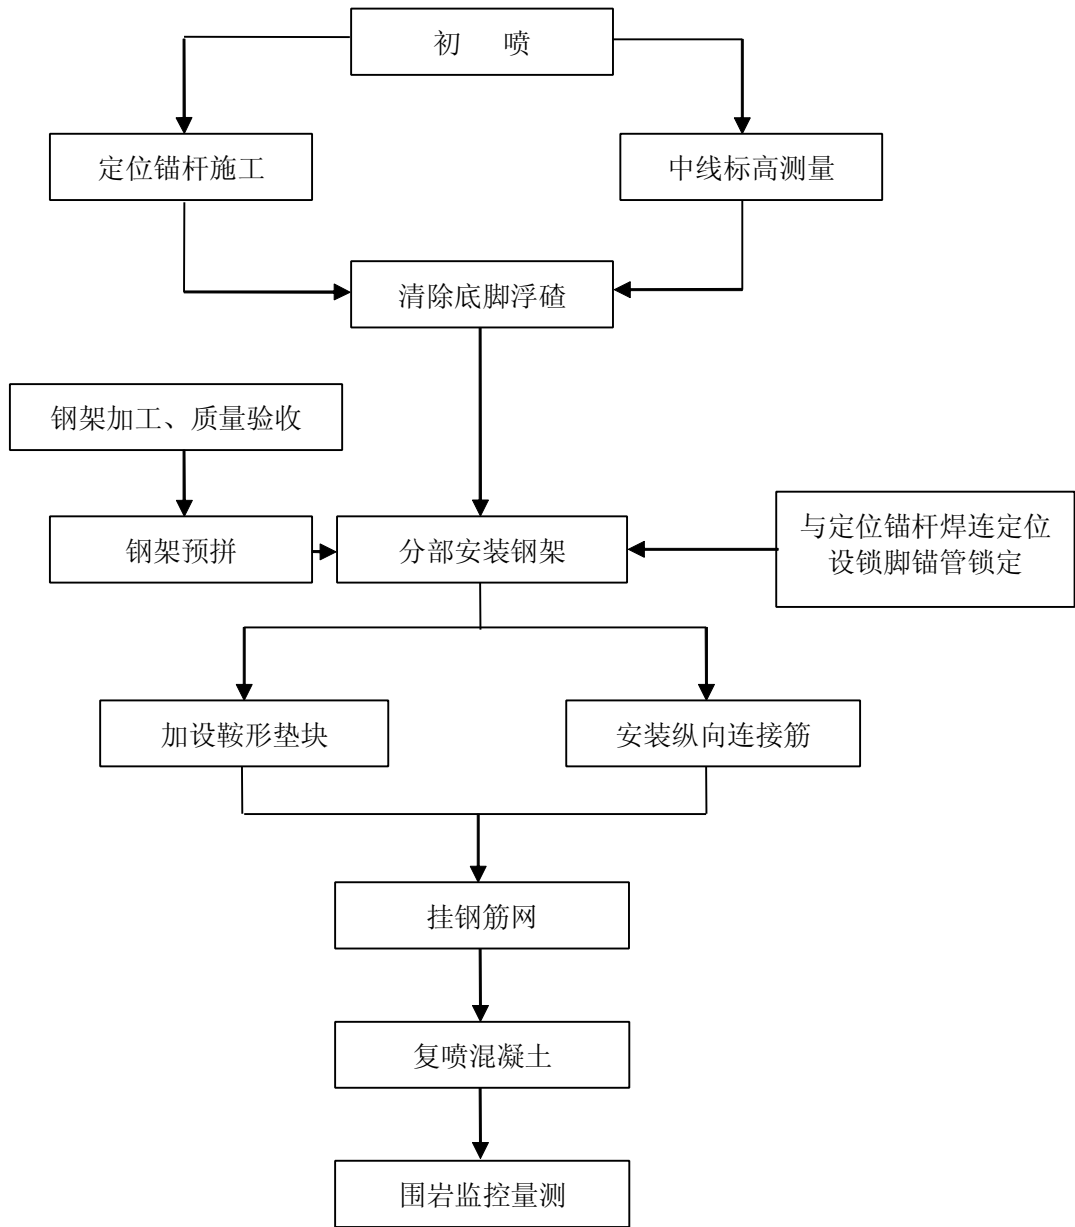 初 喷
定位锚杆施工
中线标高测量
清除底脚浮碴
钢架加工、质量验收
钢架预拼
分部安装钢架
与定位锚杆焊连定位
设锁脚锚管锁定
加设鞍形垫块
安装纵向连接筋
挂钢筋网
复喷混凝土
围岩监控量测